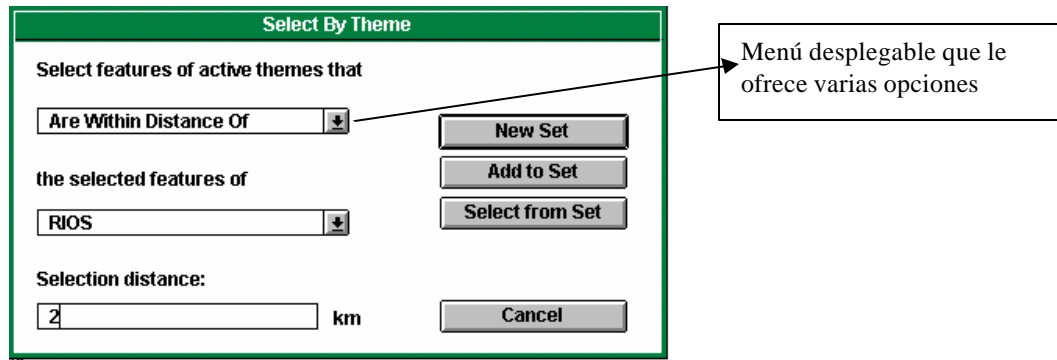 Select By Theme
Select features of active themes that
Are Within Distance Of
the selected features of
RIOS
Selection distance:
2 km
New Set
Add to Set
Select from Set
Cancel
Menú desplegable que le
ofrece varias opciones